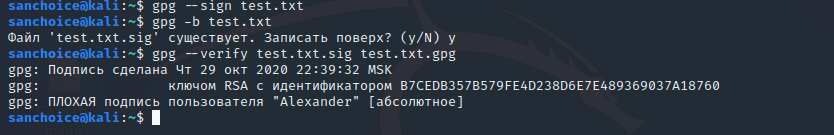 sanchoice@kali:~$ gpg --sign test.txt
sanchoice@kali:~$ gpg -b test.txt
Файл 'test.txt.sig' существует. Записать поверх? (y/N) y
sanchoice@kali:~$ gpg --verify test.txt.sig test.txt.gpg
gpg: Подпись сделана Чт 29 окт 2020 22:39:32 MSK
gpg:                ключом RSA с идентификатором B7CEDB357B579FE4D238D6E7E489369037A18760
gpg: ПЛОХАЯ подпись пользователя "Alexander" [абсолютное]
sanchoice@kali:~$